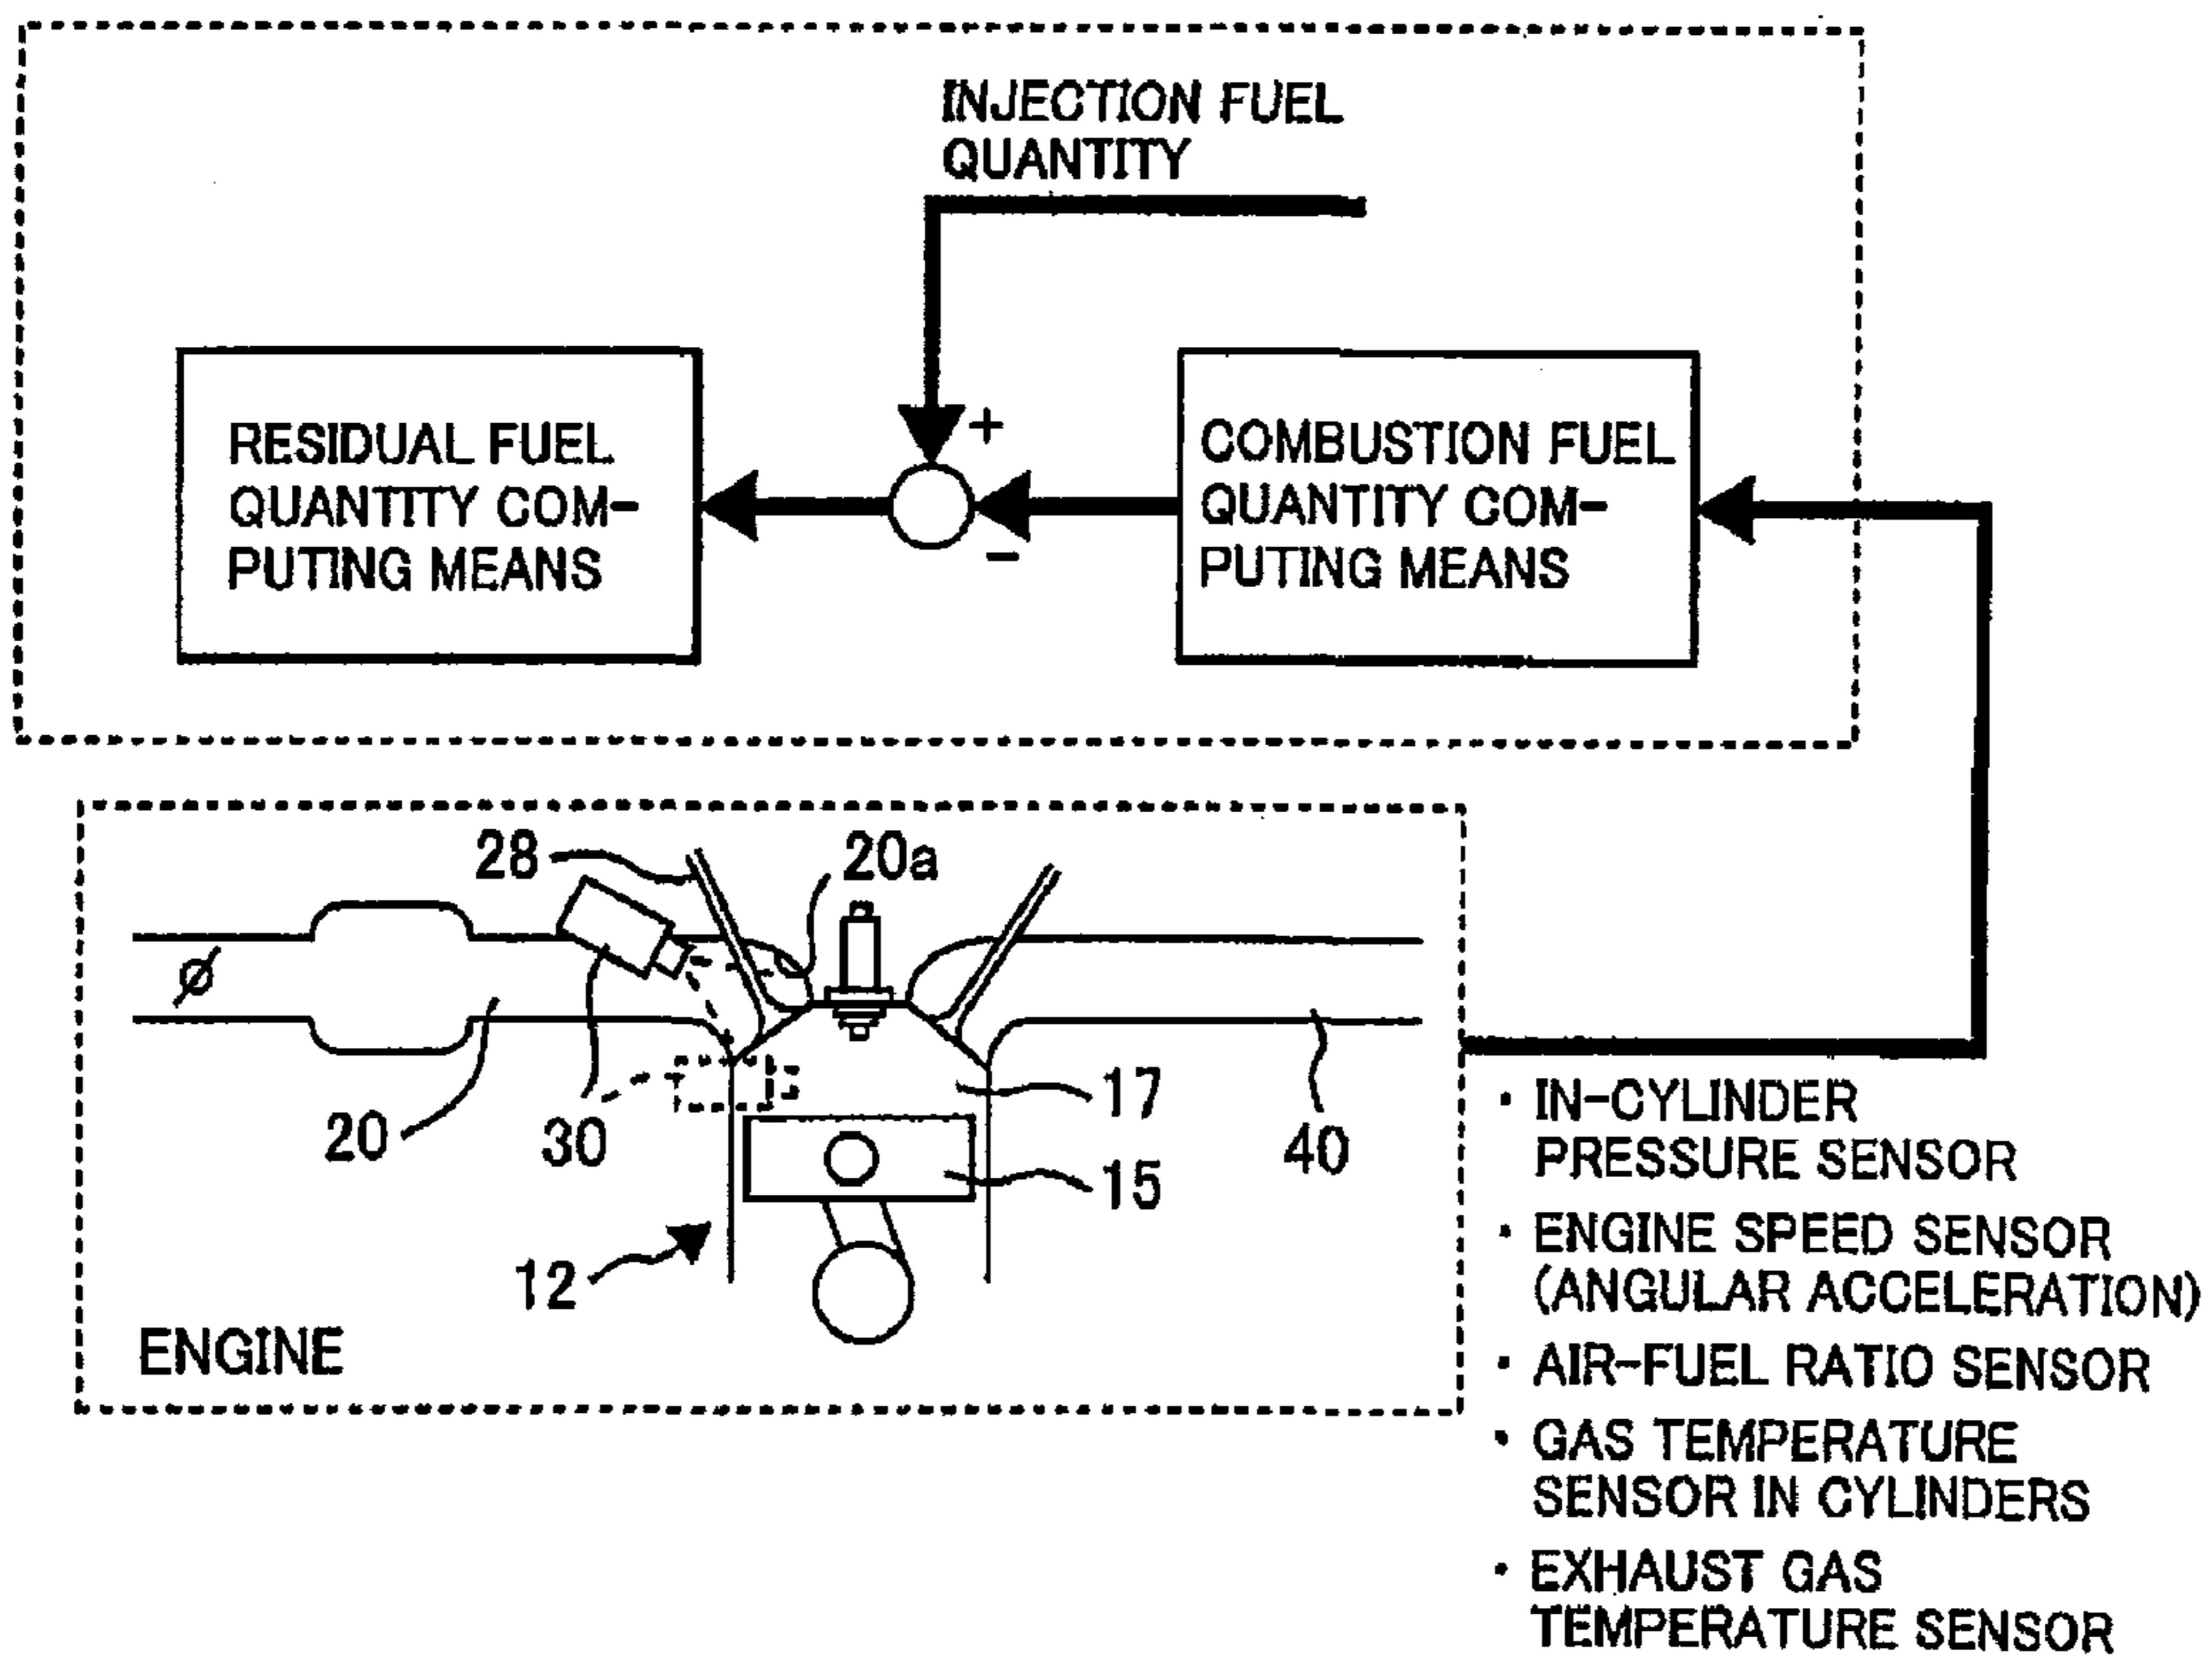 INJECTION FUEL
QUANTITY
+
RESIDUAL FUEL
QUANTITY COM-
PUTING MEANS
COMBUSTION FUEL
QUANTITY COM-
PUTING MEANS
−
28
20a
20
30
17
15
40
12
ENGINE
· IN-CYLINDER
PRESSURE SENSOR
· ENGINE SPEED SENSOR
(ANGULAR ACCELERATION)
· AIR-FUEL RATIO SENSOR
· GAS TEMPERATURE
SENSOR IN CYLINDERS
· EXHAUST GAS
TEMPERATURE SENSOR